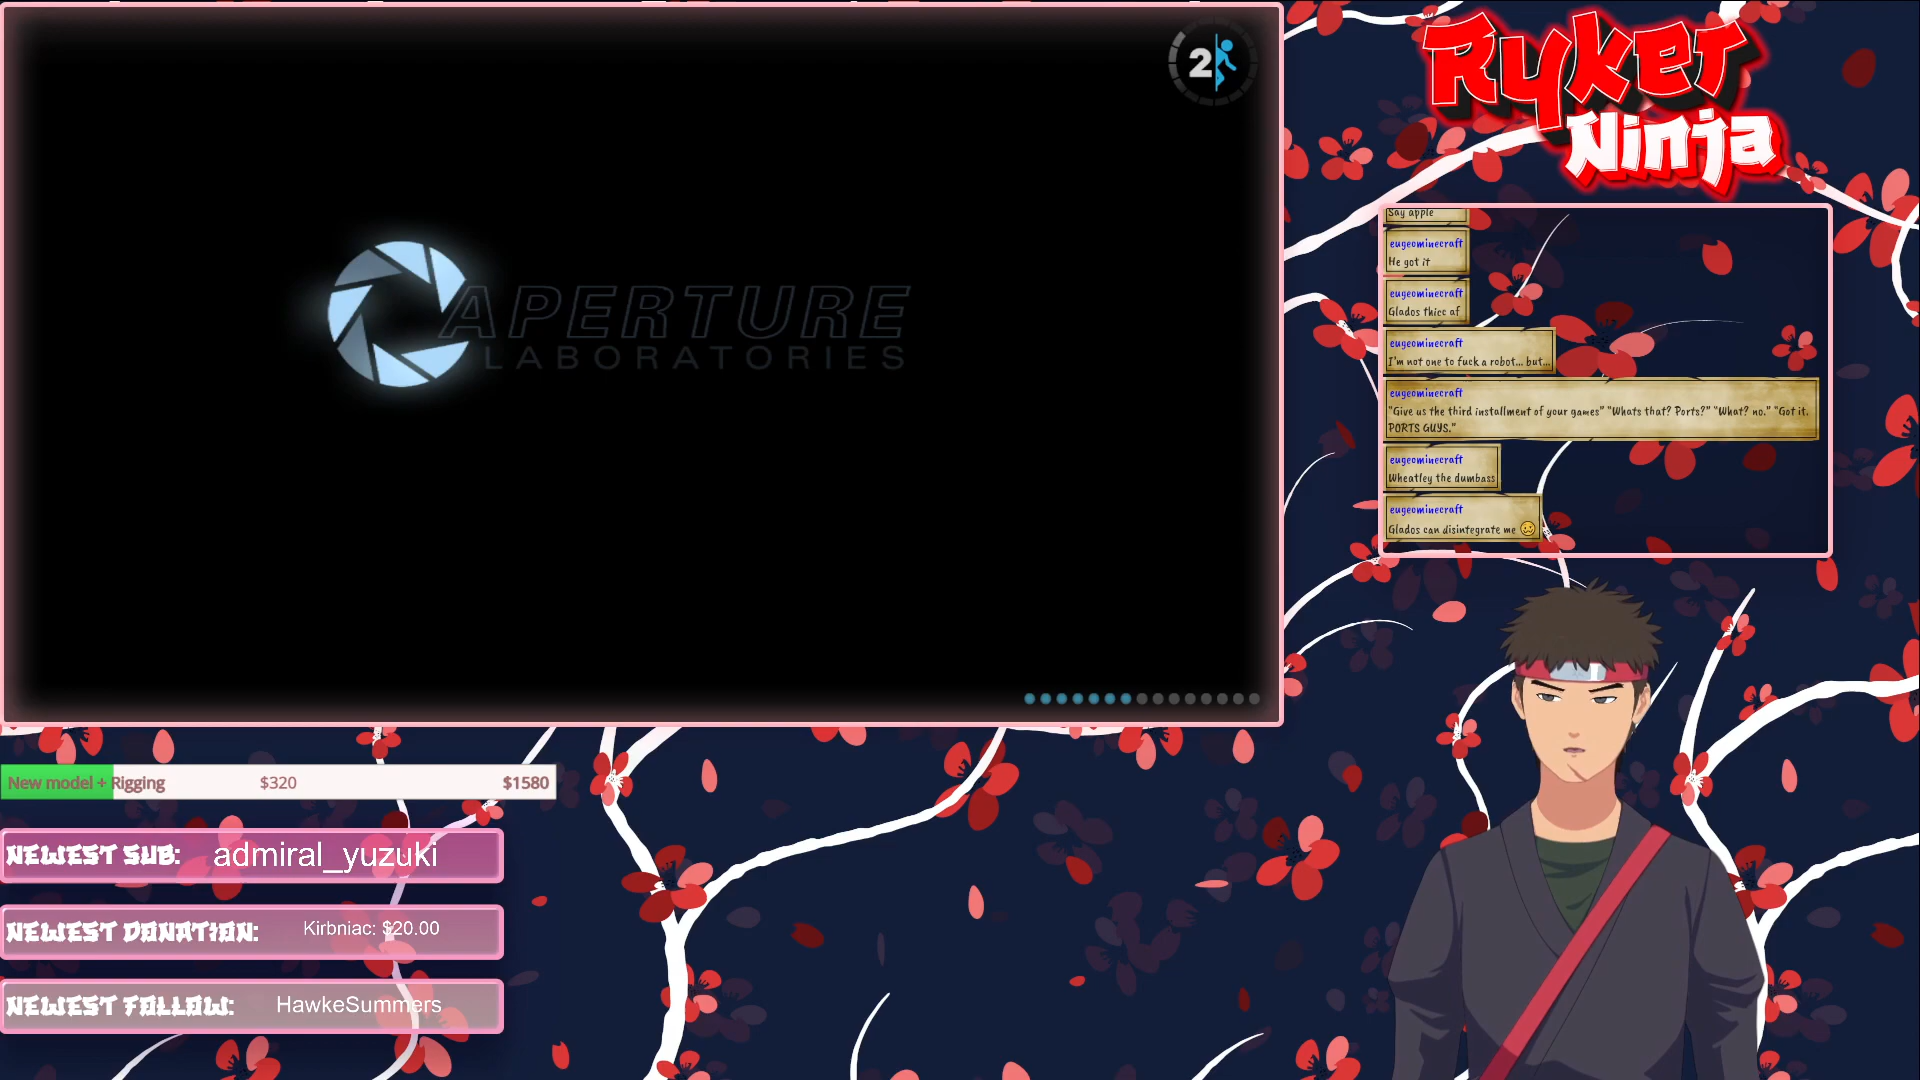 2
APERTURE
LABORATORIES
Ryker
Ninja
Say apple
eugeominecraft
He got it
eugeominecraft
Glados thicc af
eugeominecraft
I'm not one to fuck a robot... but...
eugeominecraft
"Give us the third installment of your games" "Whats that? Ports?" "What? no." "Got it.
PORTS GUYS."
eugeominecraft
Wheatley the dumbass
eugeominecraft
Glados can disintegrate me 🥴
New model + Rigging $320 $1580
NEWEST SUB: admiral_yuzuki
NEWEST DONATION: Kirbniac: $20.00
NEWEST FOLLOW: HawkeSummers